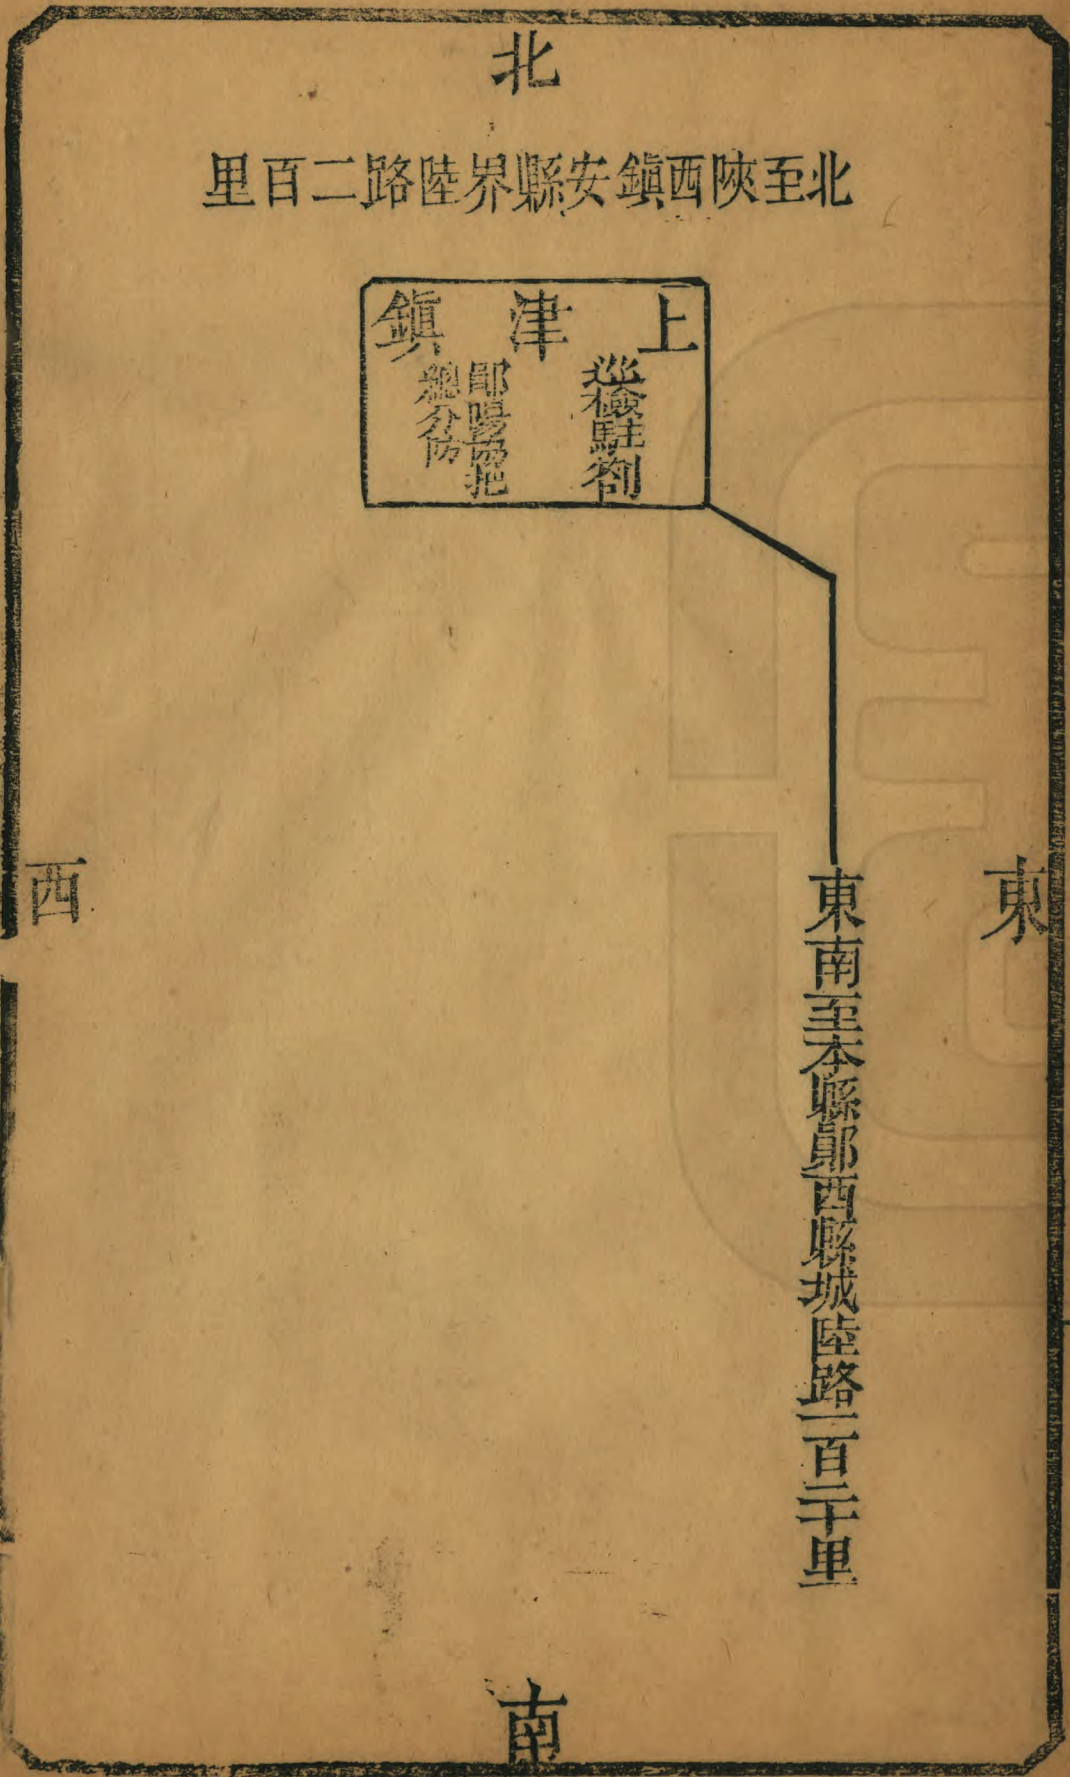 北
北至陝西鎮安縣界陸路二百里
上津鎮
巡檢駐劄
鄖陽協把
總分防
東
西
東南至本縣鄖西縣城陸路一百二十里
南